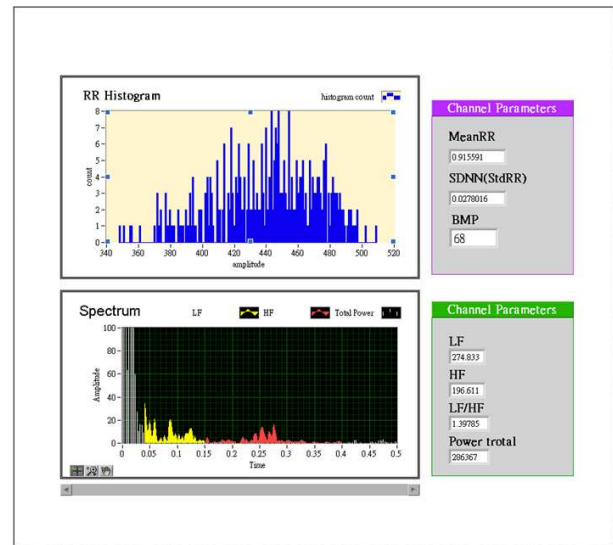 RR Histogram
histogram count
8
7
6
5
4
3
2
1
0
count
340 360 380 400 420 440 460 480 500 520
amplitude
Channel Parameters
MeanRR
0.915591
SDNN(StdRR)
0.0278016
BMP
68
Spectrum
LF HF Total Power
100
80
60
40
20
0
Amplitude
0 0.05 0.1 0.15 0.2 0.25 0.3 0.35 0.4 0.45 0.5
Time
Channel Parameters
LF
274.833
HF
196.611
LF/HF
1.39785
Power trotal
286367